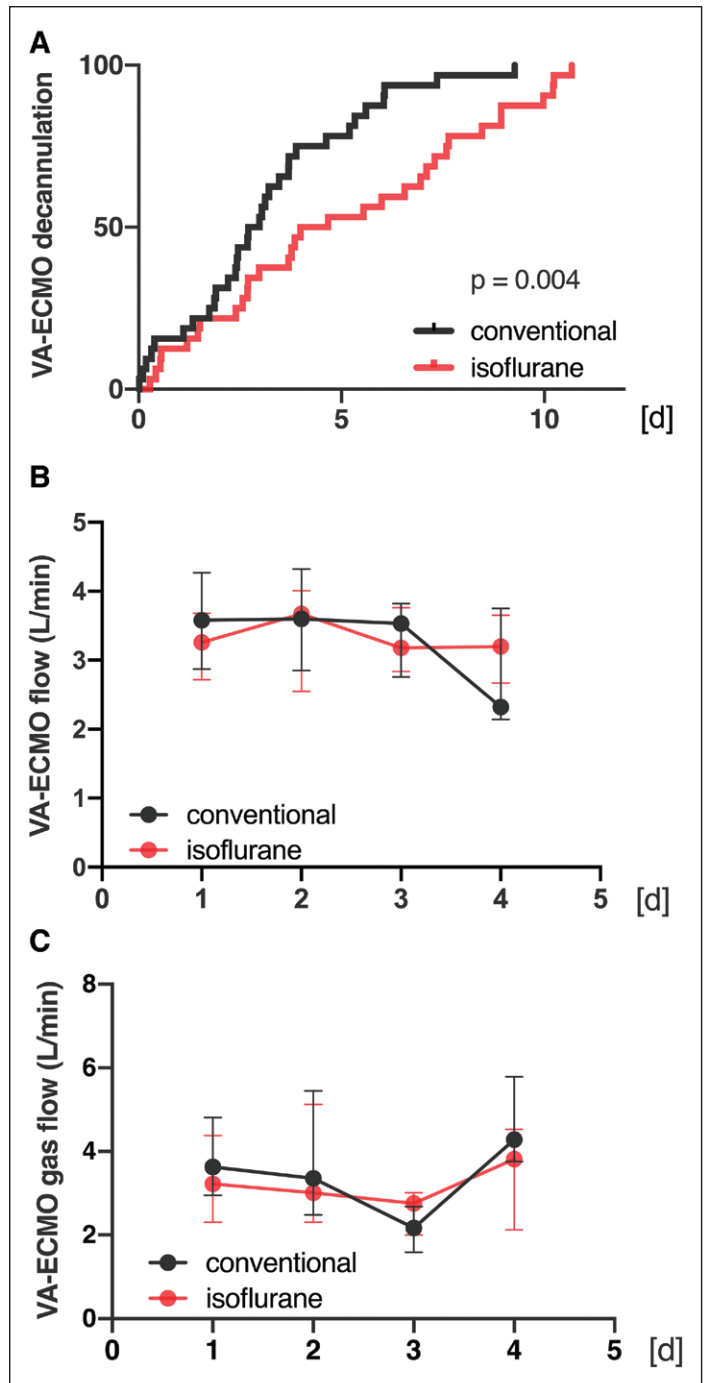 A
VA-ECMO decannulation
100
50
0
0 5 10 [d]
p = 0.004
conventional
isoflurane
B
VA-ECMO flow (L/min)
5
4
3
2
1
0
0 1 2 3 4 5 [d]
conventional
isoflurane
C
VA-ECMO gas flow (L/min)
8
6
4
2
0
0 1 2 3 4 5 [d]
conventional
isoflurane